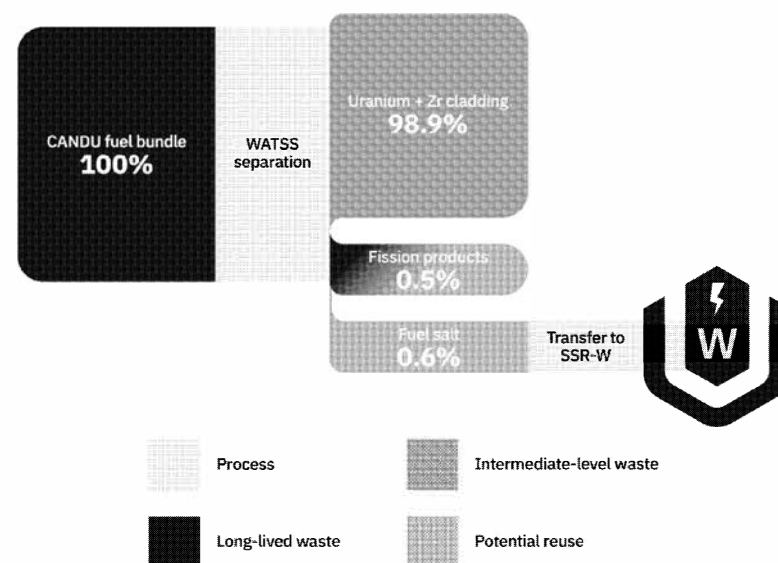 CANDU fuel bundle
100%
WATSS
separation
Uranium + Zr cladding
98.9%
Fission products
0.5%
Fuel salt
0.6%
Transfer to
SSR-W
W
Process
Intermediate-level waste
Long-lived waste
Potential reuse